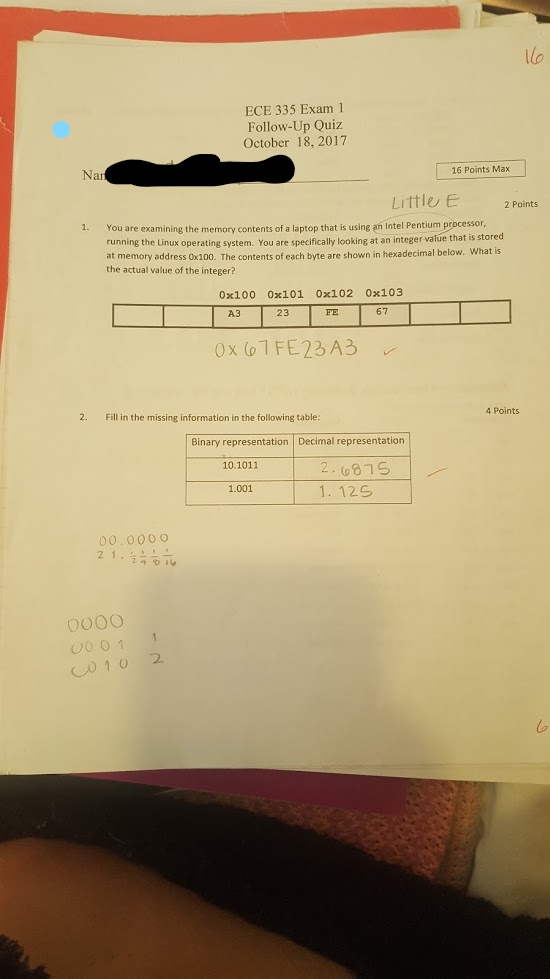 16
ECE 335 Exam 1
Follow-Up Quiz
October 18, 2017
16 Points Max
Little E
2 Points
1. You are examining the memory contents of a laptop that is using an Intel Pentium processor,
running the Linux operating system. You are specifically looking at an integer value that is stored
at memory address 0x100. The contents of each byte are shown in hexadecimal below. What is
the actual value of the integer?
0x100 0x101 0x102 0x103
A3 23 FE 67
0X67FE23A3
4 Points
2. Fill in the missing information in the following table:
Binary representation Decimal representation
10.1011 2.6875
1.001 1.125
00.0000
2 1 . 1/2 1/4 1/8 1/16
0000
0001 1
0010 2
6